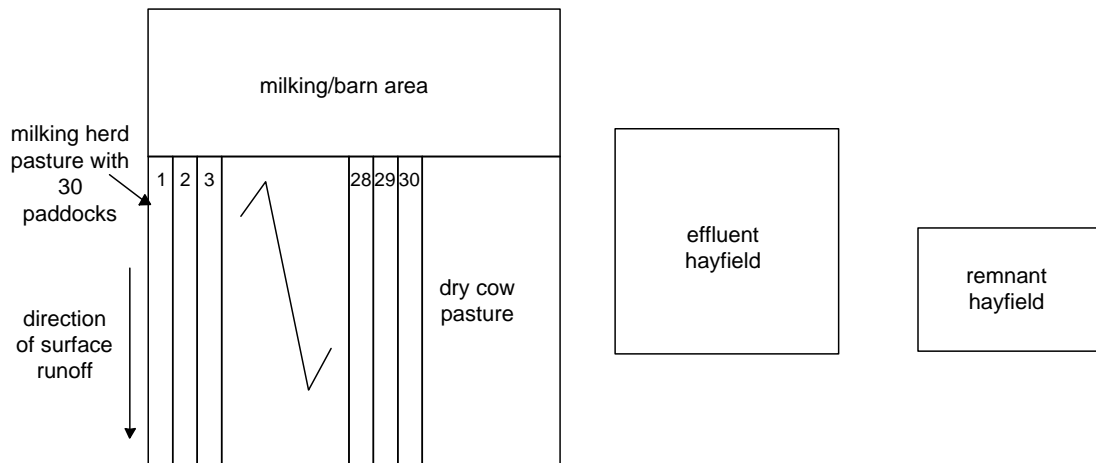 milking/barn area
milking herd
pasture with
30
paddocks
1
2
3
28
29
30
direction
of surface
runoff
dry cow
pasture
effluent
hayfield
remnant
hayfield